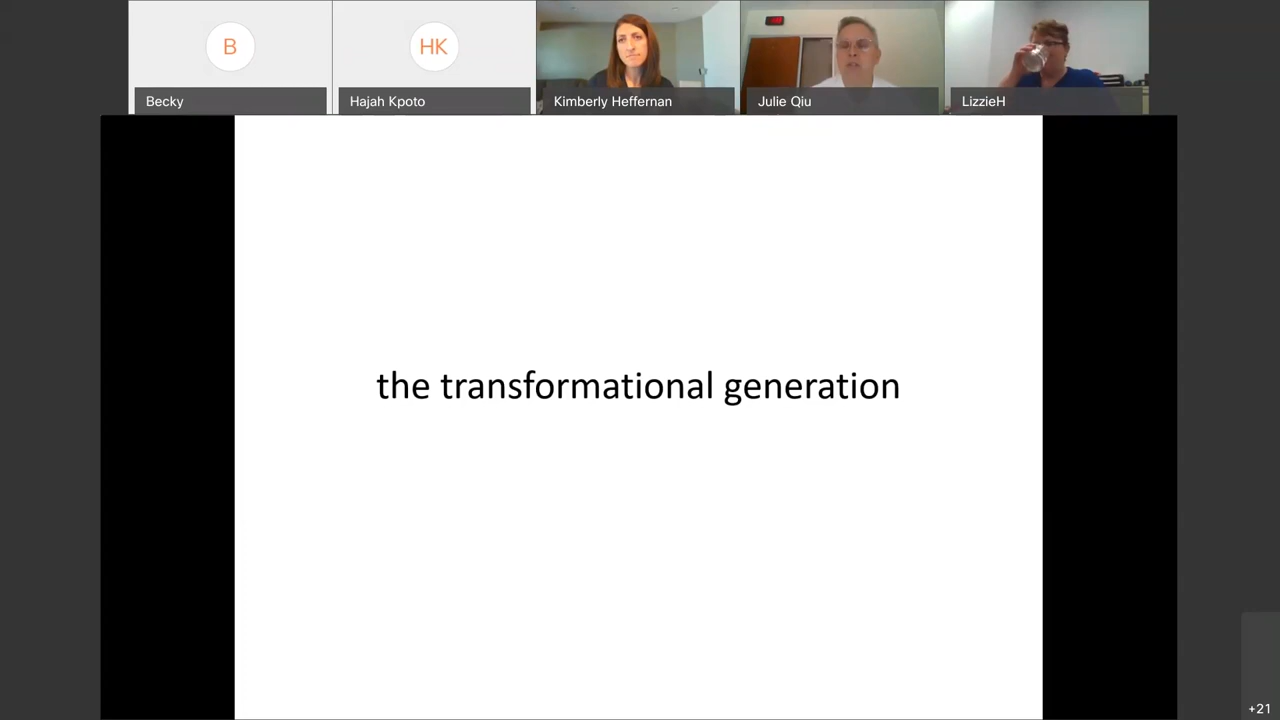 B
HK
Becky
Hajah Kpoto
Kimberly Heffernan
Julie Qiu
LizzieH
the transformational generation
+21